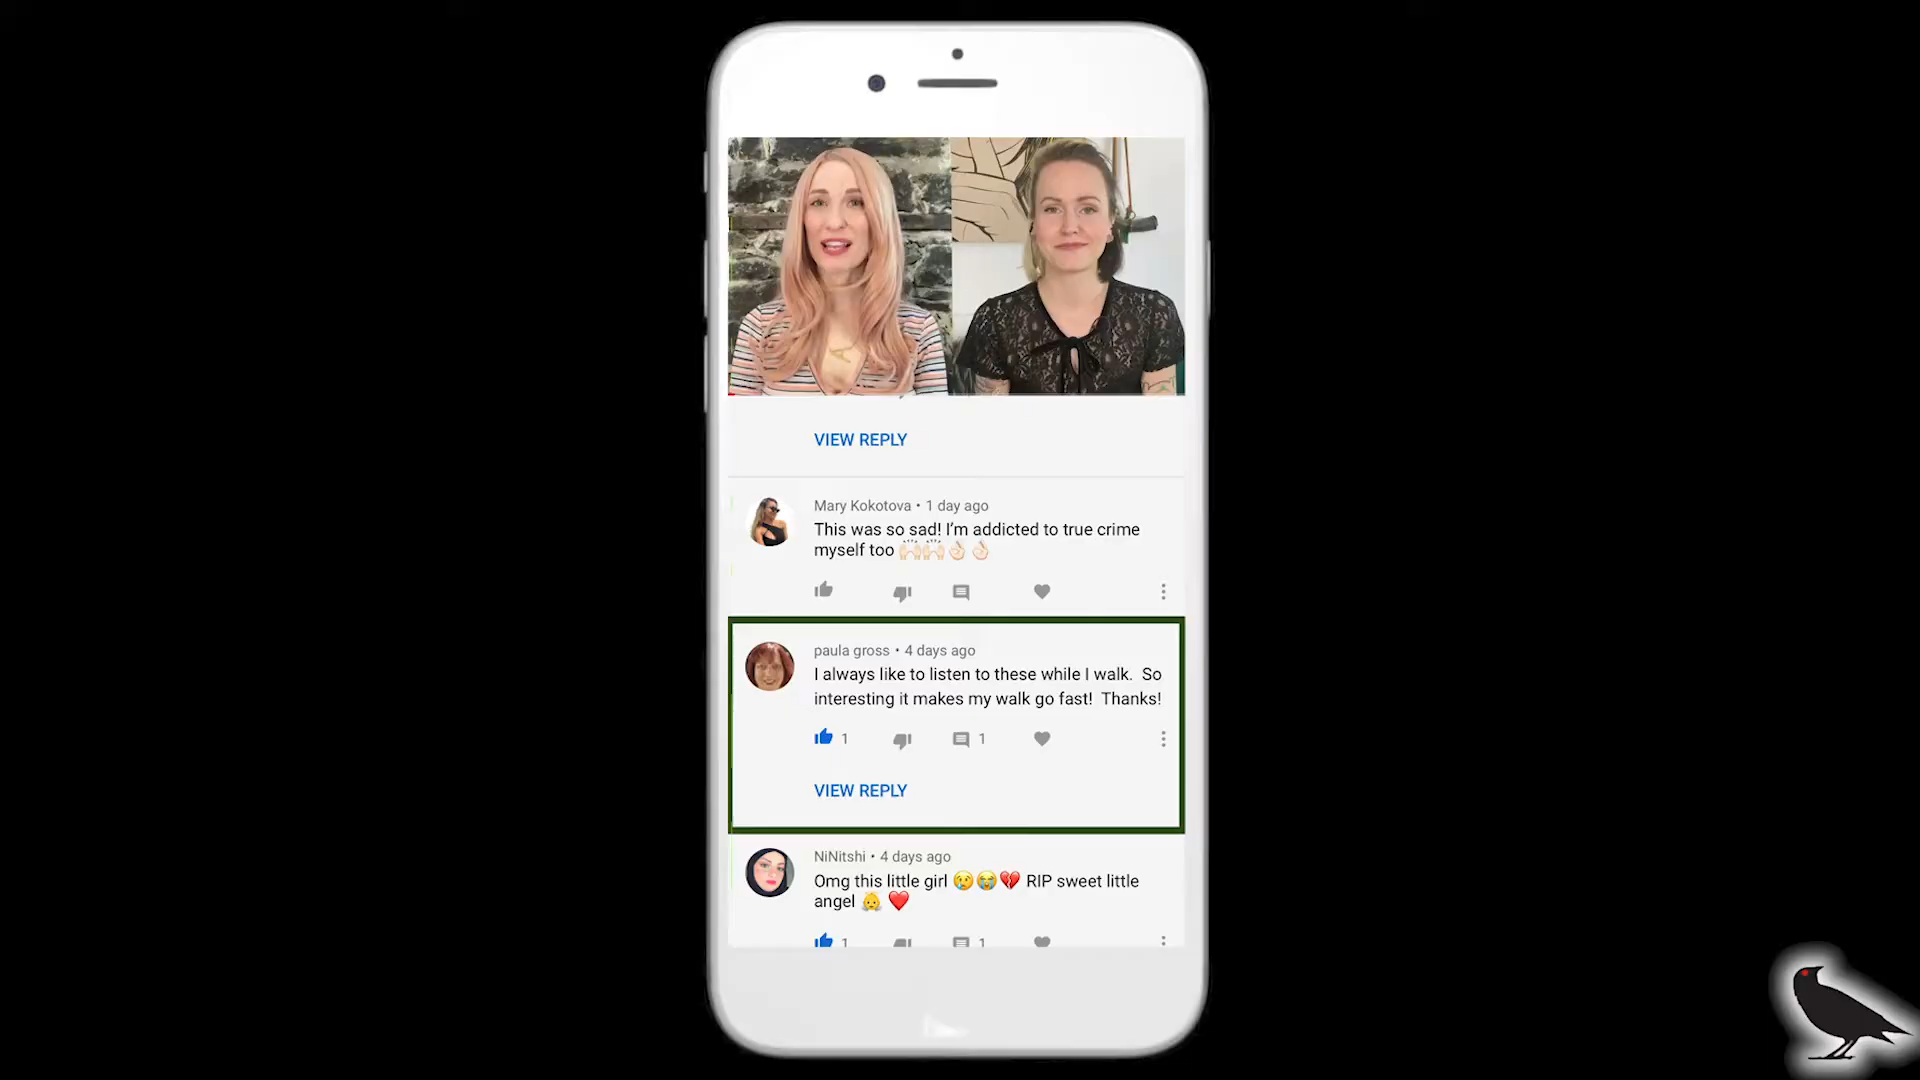 VIEW REPLY
Mary Kokotova • 1 day ago
This was so sad! I'm addicted to true crime
myself too 🙌🏻🙌🏻👌🏻👌🏻
paula gross • 4 days ago
I always like to listen to these while I walk. So
interesting it makes my walk go fast! Thanks!
1 1
VIEW REPLY
NiNitshi • 4 days ago
Omg this little girl 😢😭💔 RIP sweet little
angel 👼 ❤️
1 1